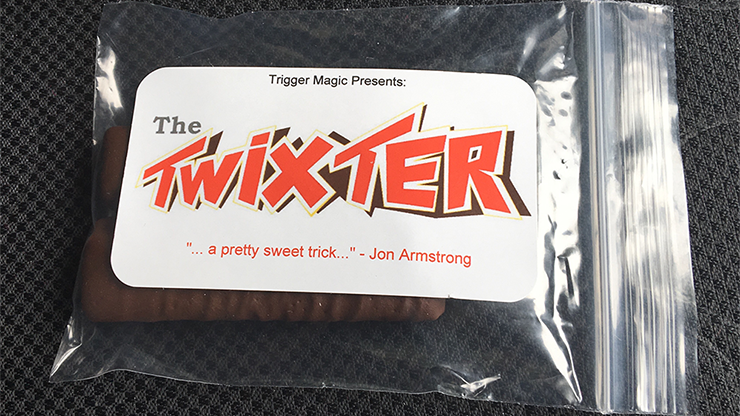 Trigger Magic Presents:
The
TWIXTER
"... a pretty sweet trick..." - Jon Armstrong